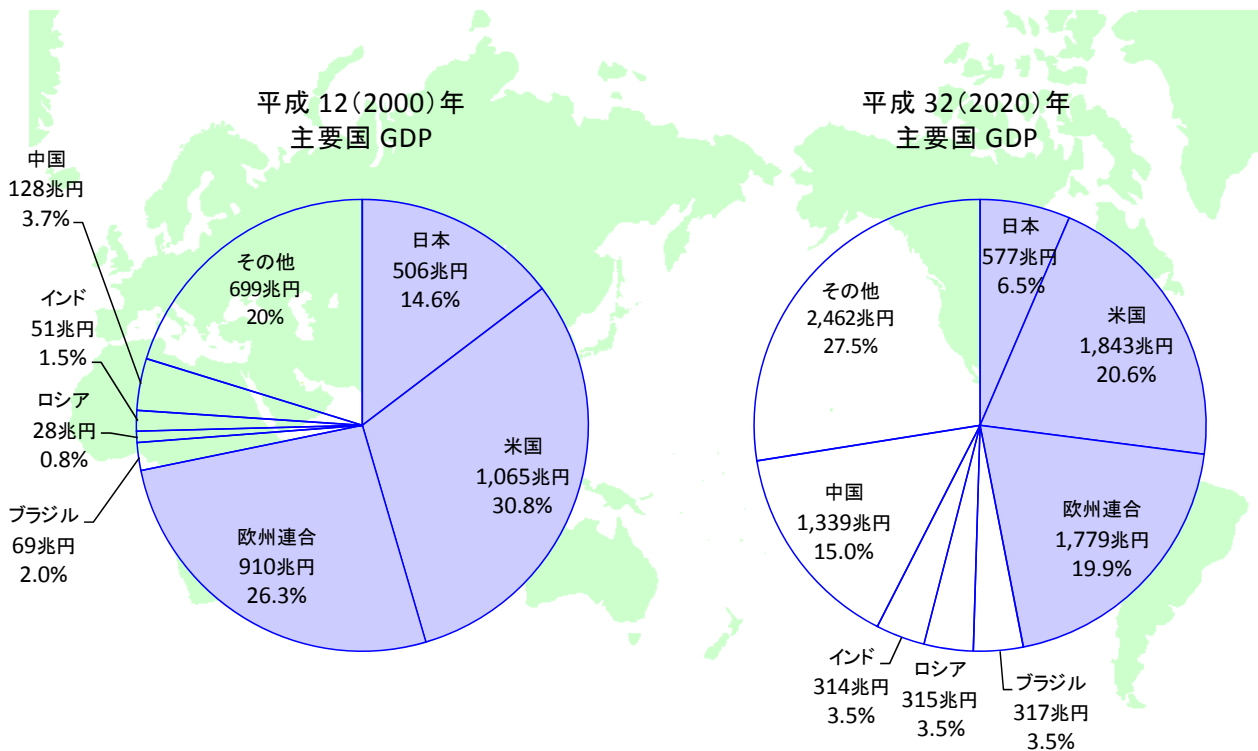 平成 12(2000)年
主要国 GDP
中国
128兆円
3.7%
インド
51兆円
1.5%
ロシア
28兆円
0.8%
ブラジル
69兆円
2.0%
その他
699兆円
20%
日本
506兆円
14.6%
米国
1,065兆円
30.8%
欧州連合
910兆円
26.3%
平成 32(2020)年
主要国 GDP
日本
577兆円
6.5%
米国
1,843兆円
20.6%
欧州連合
1,779兆円
19.9%
ブラジル
317兆円
3.5%
ロシア
315兆円
3.5%
インド
314兆円
3.5%
中国
1,339兆円
15.0%
その他
2,462兆円
27.5%